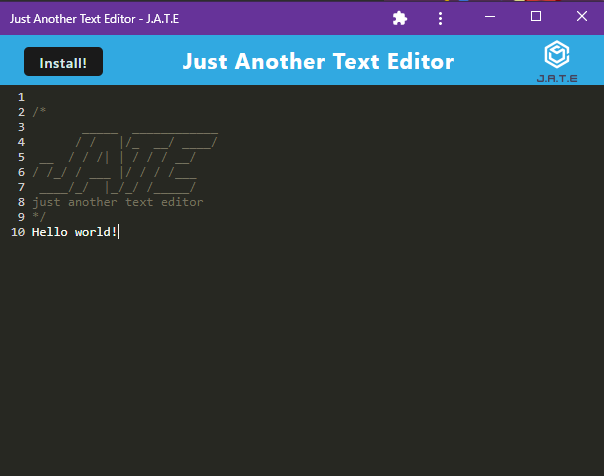 Just Another Text Editor - J.A.T.E
Install!
Just Another Text Editor
J.A.T.E
1
2 /*
3       _____  ____________
4      / /   |/_  __/ ____/
5  __  / / /| | / / / __/
6 / /_/ / ___ |/ / / /___
7  ____/_/  |_/_/ /_____/
8 just another text editor
9 */
10 Hello world!